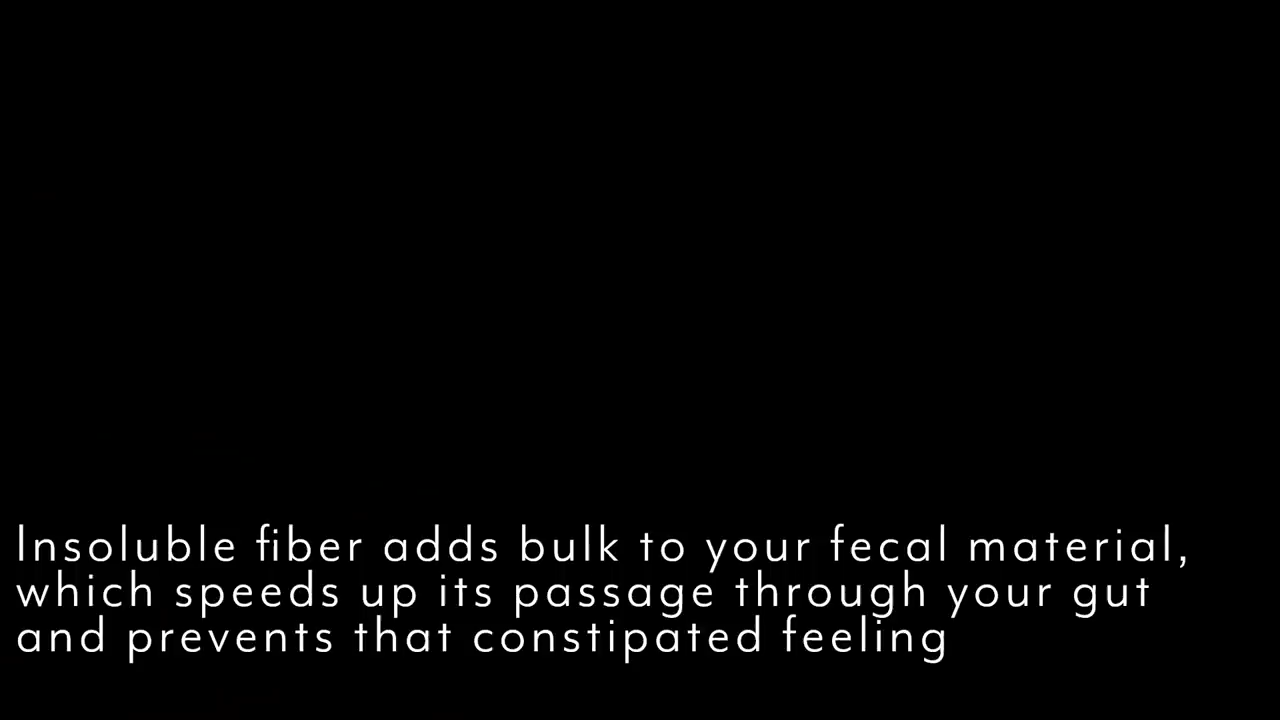 Insoluble fiber adds bulk to your fecal material,
which speeds up its passage through your gut
and prevents that constipated feeling